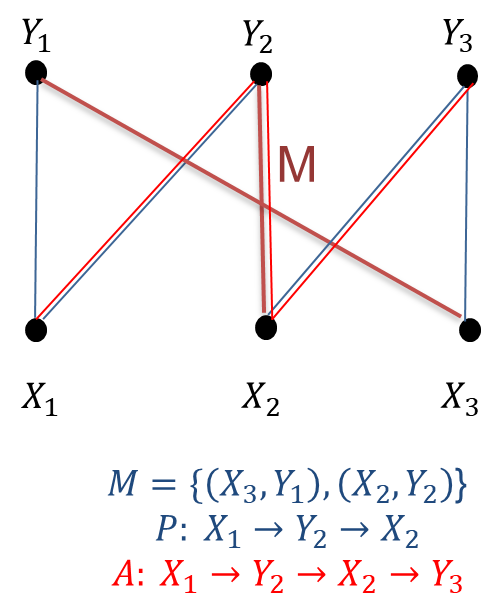 Y₁ Y₂ Y₃
M
X₁ X₂ X₃
M = {(X₃, Y₁), (X₂, Y₂)}
P: X₁ → Y₂ → X₂
A: X₁ → Y₂ → X₂ → Y₃